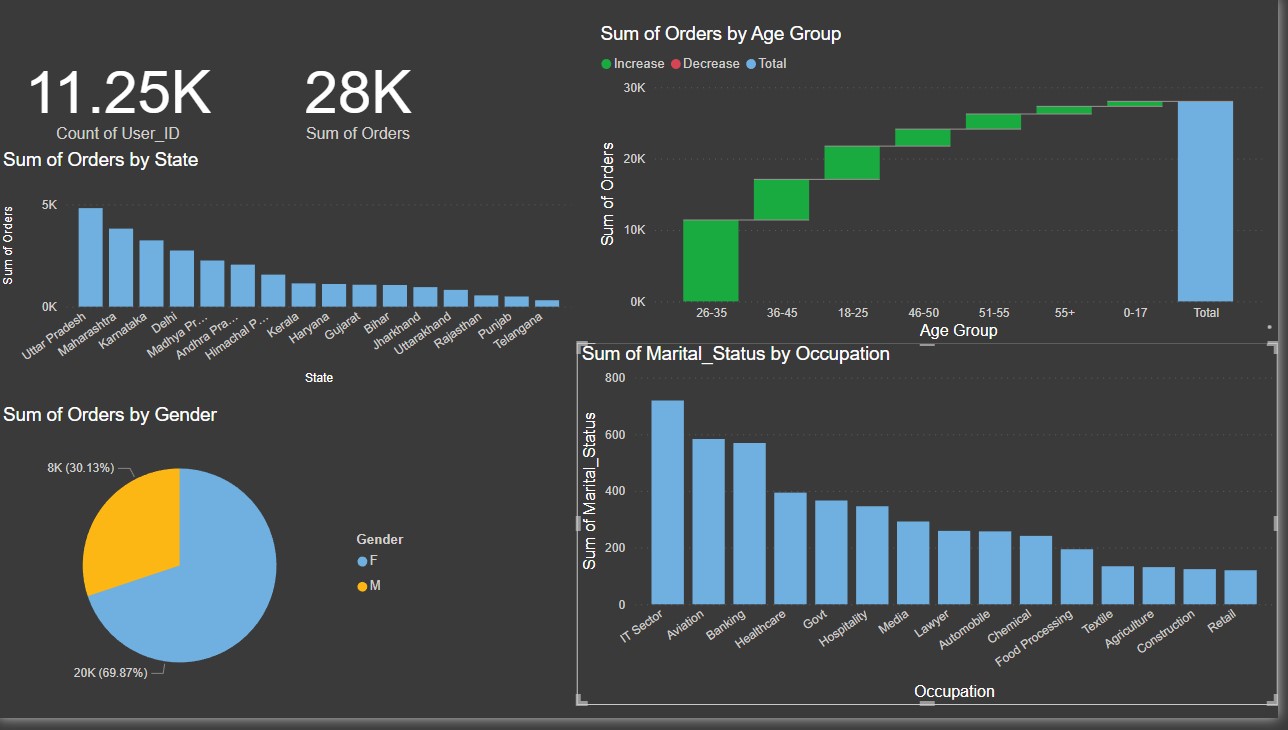 11.25K
Count of User_ID
28K
Sum of Orders
Sum of Orders by State
Sum of Orders
5K
0K
Uttar Pradesh
Maharashtra
Karnataka
Delhi
Madhya Pr...
Andhra Pra...
Himachal P...
Kerala
Haryana
Gujarat
Bihar
Jharkhand
Uttarakhand
Rajasthan
Punjab
Telangana
State
Sum of Orders by Gender
8K (30.13%)
20K (69.87%)
Gender
F
M
Sum of Orders by Age Group
Increase Decrease Total
Sum of Orders
30K
20K
10K
0K
26-35 36-45 18-25 46-50 51-55 55+ 0-17 Total
Age Group
Sum of Marital_Status by Occupation
Sum of Marital_Status
800
600
400
200
0
IT Sector
Aviation
Banking
Healthcare
Govt
Hospitality
Media
Lawyer
Automobile
Chemical
Food Processing
Textile
Agriculture
Construction
Retail
Occupation